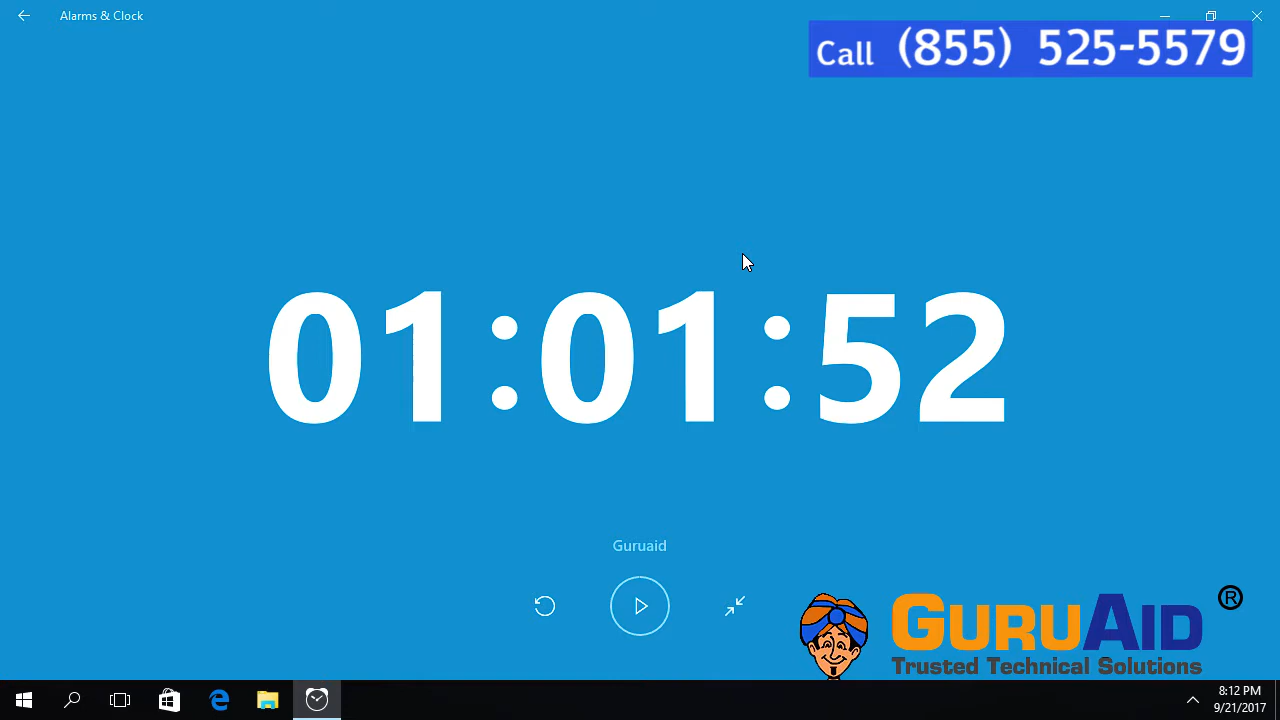 Alarms & Clock
Call (855) 525-5579
01:01:52
Guruaid
GURUAID ®
Trusted Technical Solutions
8:12 PM
9/21/2017